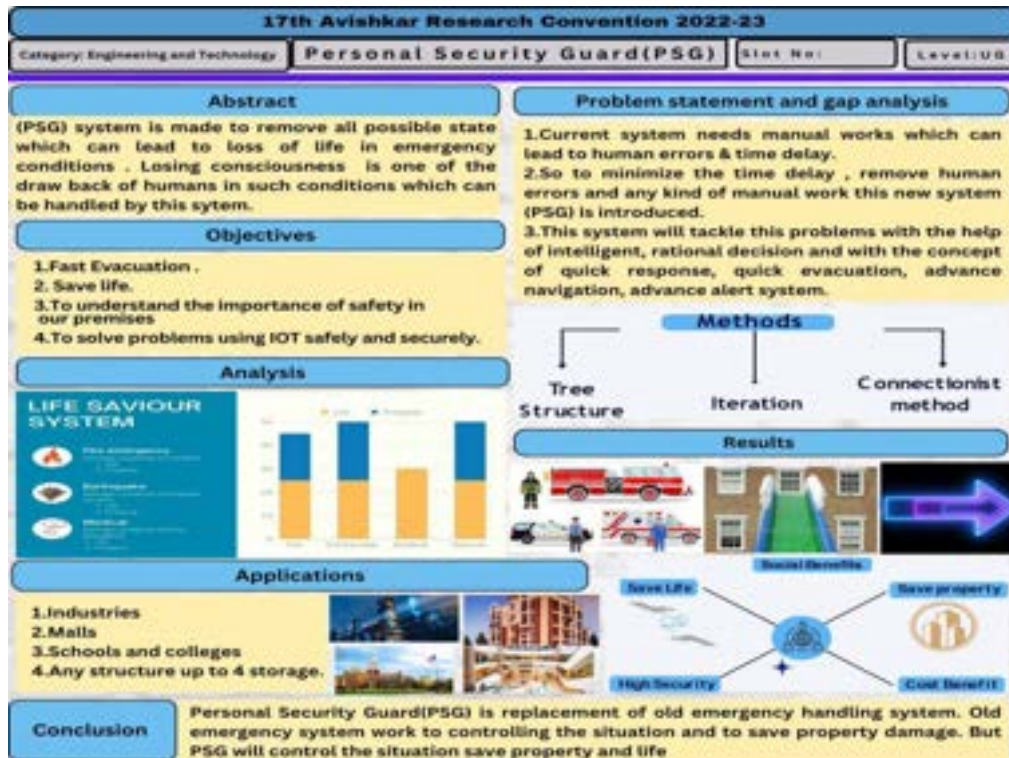 17th Avishkar Research Convention 2022-23
Category: Engineering and Technology
Personal Security Guard(PSG)
Slot No:
Level:UG
Abstract
(PSG) system is made to remove all possible state
which can lead to loss of life in emergency
conditions . Losing consciousness is one of the
draw back of humans in such conditions which can
be handled by this sytem.
Objectives
1.Fast Evacuation .
2. Save life.
3.To understand the importance of safety in
our premises
4.To solve problems using IOT safely and securely.
Analysis
LIFE SAVIOUR
SYSTEM
Fire Emergency
Earthquake
Medical
Applications
1.Industries
2.Malls
3.Schools and colleges
4.Any structure up to 4 storage.
Problem statement and gap analysis
1.Current system needs manual works which can
lead to human errors & time delay.
2.So to minimize the time delay , remove human
errors and any kind of manual work this new system
(PSG) is introduced.
3.This system will tackle this problems with the help
of intelligent, rational decision and with the concept
of quick response, quick evacuation, advance
navigation, advance alert system.
Methods
Tree
Structure
Iteration
Connectionist
method
Results
Social Benefits
Save Life
Save property
High Security
Cost Benefit
Conclusion
Personal Security Guard(PSG) is replacement of old emergency handling system. Old
emergency system work to controlling the situation and to save property damage. But
PSG will control the situation save property and life